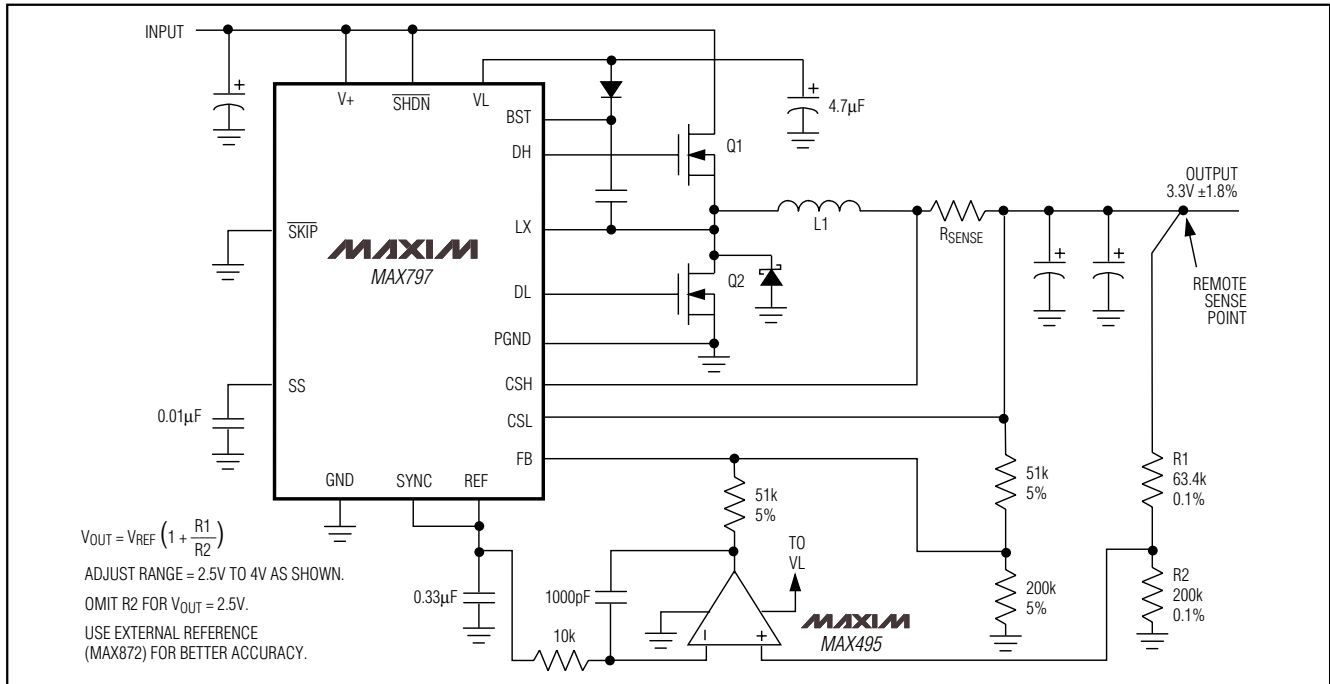 INPUT
V+
SHDN
VL
BST
DH
Q1
4.7µF
OUTPUT
3.3V ±1.8%
SKIP
MAXIM
MAX797
LX
L1
RSENSE
DL
Q2
REMOTE
SENSE
POINT
PGND
SS
CSH
0.01µF
CSL
FB
GND
SYNC
REF
51k
5%
51k
5%
R1
63.4k
0.1%
VOUT = VREF (1 + R1/R2)
ADJUST RANGE = 2.5V TO 4V AS SHOWN.
OMIT R2 FOR VOUT = 2.5V.
USE EXTERNAL REFERENCE
(MAX872) FOR BETTER ACCURACY.
0.33µF
1000pF
10k
TO
VL
MAXIM
MAX495
200k
5%
R2
200k
0.1%